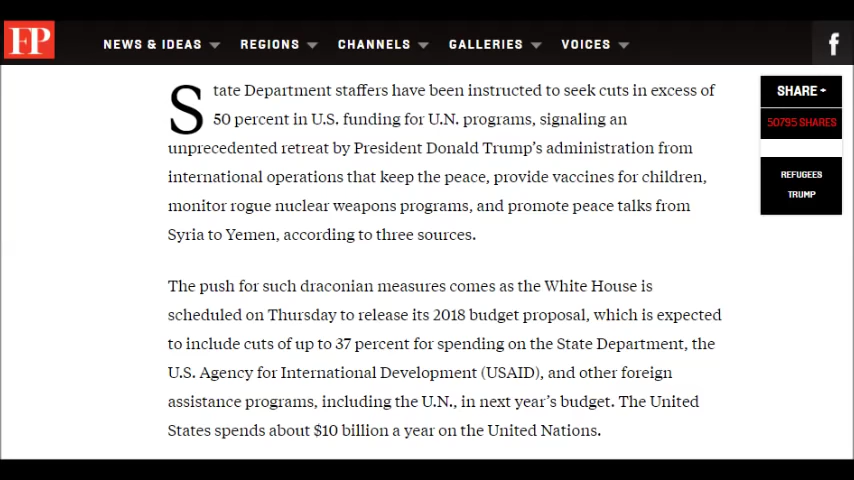 FP
NEWS & IDEAS REGIONS CHANNELS GALLERIES VOICES f
State Department staffers have been instructed to seek cuts in excess of
50 percent in U.S. funding for U.N. programs, signaling an
unprecedented retreat by President Donald Trump’s administration from
international operations that keep the peace, provide vaccines for children,
monitor rogue nuclear weapons programs, and promote peace talks from
Syria to Yemen, according to three sources.
The push for such draconian measures comes as the White House is
scheduled on Thursday to release its 2018 budget proposal, which is expected
to include cuts of up to 37 percent for spending on the State Department, the
U.S. Agency for International Development (USAID), and other foreign
assistance programs, including the U.N., in next year’s budget. The United
States spends about $10 billion a year on the United Nations.
SHARE +
50795 SHARES
REFUGEES
TRUMP